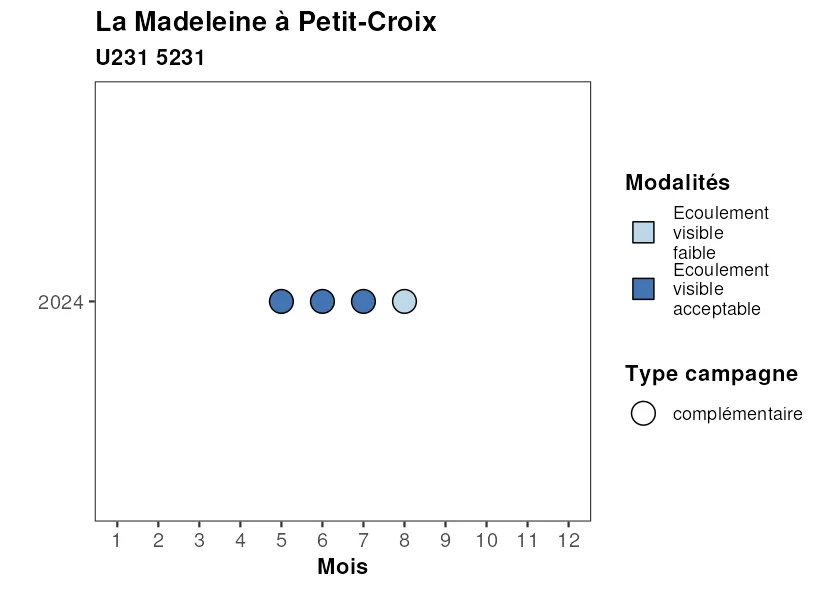 La Madeleine à Petit-Croix
U231 5231
2024
1 2 3 4 5 6 7 8 9 10 11 12
Mois
Modalités
Ecoulement
visible
faible
Ecoulement
visible
acceptable
Type campagne
complémentaire